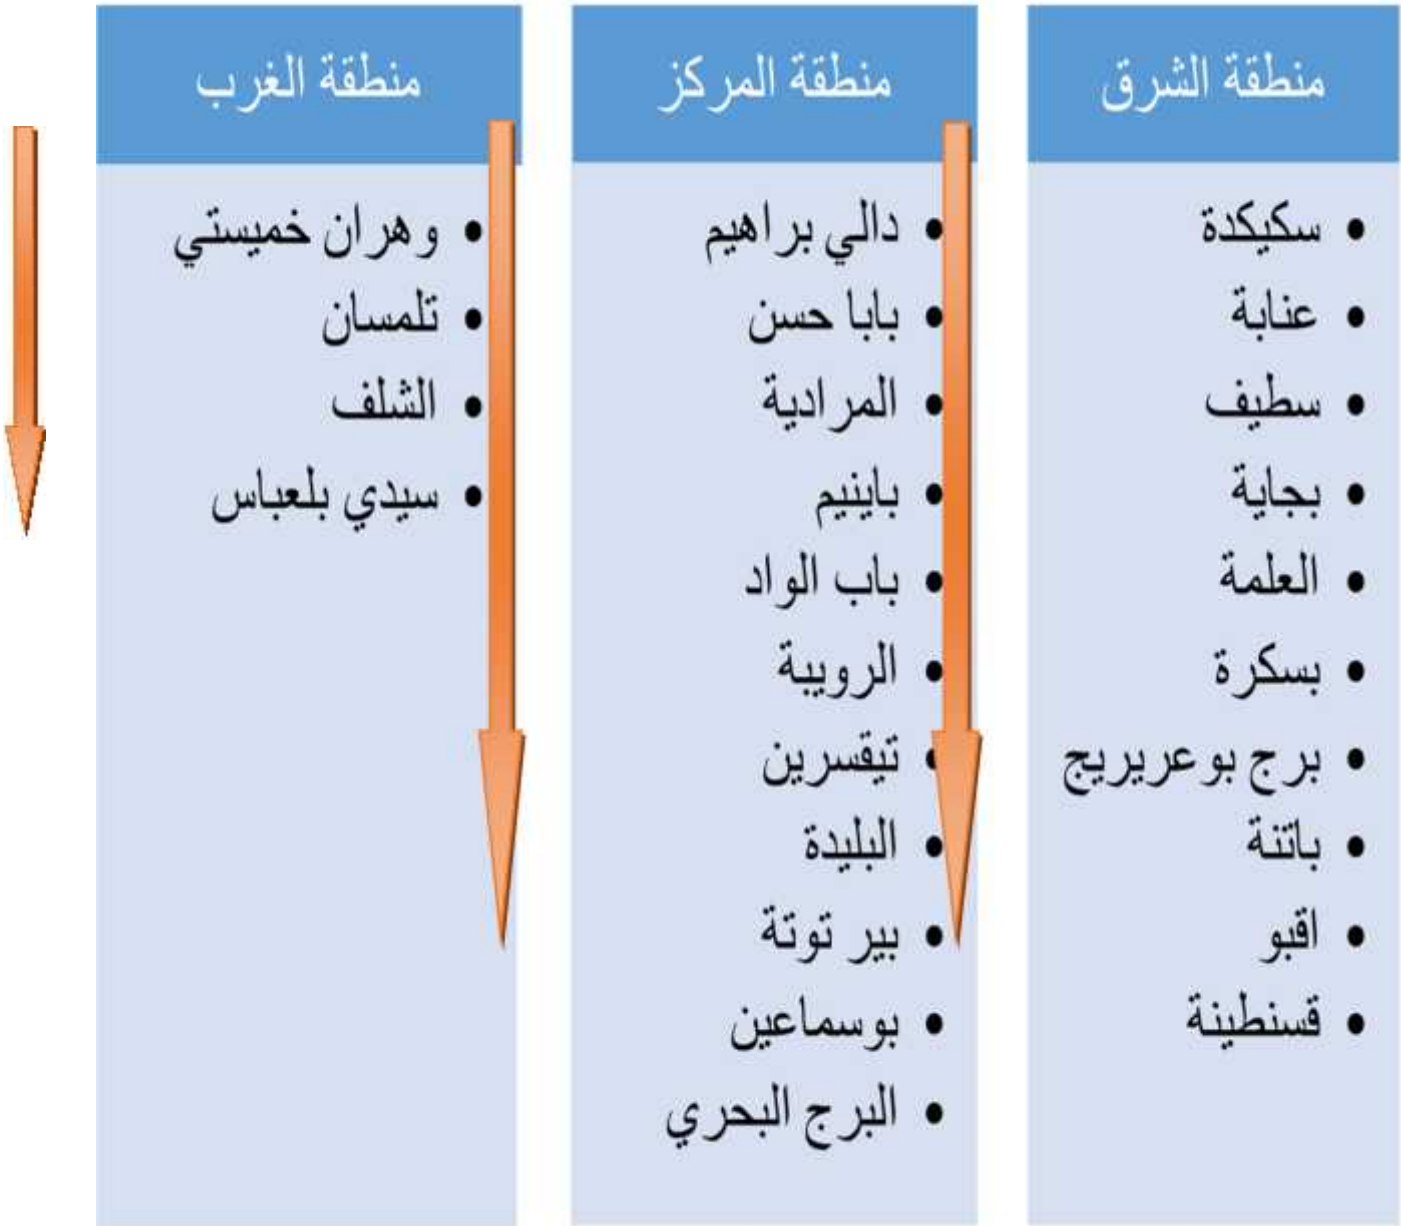 منطقة الشرق
• سكيكدة
• عنابة
• سطيف
• بجاية
• العلمة
• بسكرة
• برج بوعريريج
• باتنة
• اقبو
• قسنطينة
منطقة المركز
• دالي براهيم
• بابا حسن
• المرادية
• باينيم
• باب الواد
• الرويبة
• تيقسرين
• البليدة
• بير توتة
• بوسماعين
• البرج البحري
منطقة الغرب
• وهران خميستي
• تلمسان
• الشلف
• سيدي بلعباس